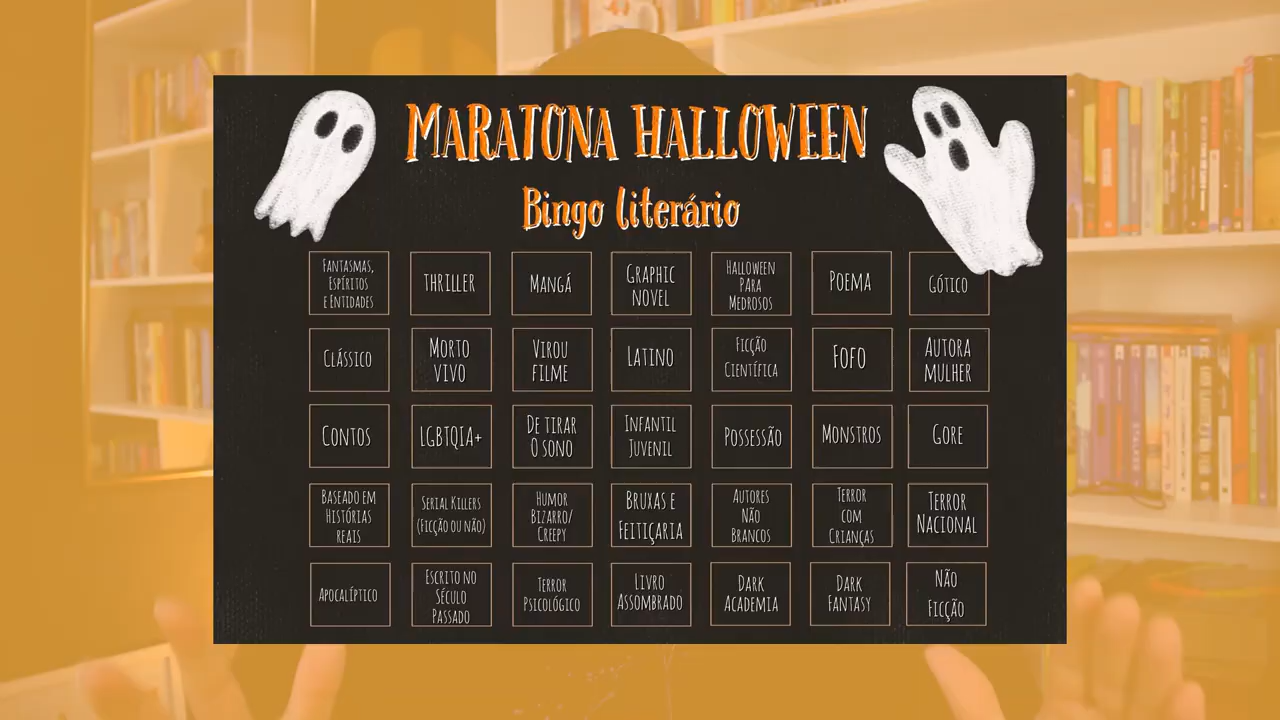 MARATONA HALLOWEEN
Bingo literário
FANTASMAS,
ESPÍRITOS
E ENTIDADES
THRILLER
MANGÁ
GRAPHIC
NOVEL
HALLOWEEN
PARA
MEDROSOS
POEMA
GÓTICO
CLÁSSICO
MORTO
VIVO
VIROU
FILME
LATINO
FICÇÃO
CIENTÍFICA
FOFO
AUTORA
MULHER
CONTOS
LGBTQIA+
DE TIRAR
O SONO
INFANTIL
JUVENIL
POSSESSÃO
MONSTROS
GORE
BASEADO EM
HISTÓRIAS
REAIS
SERIAL KILLERS
(FICÇÃO OU NÃO)
HUMOR
BIZARRO/
CREEPY
BRUXAS E
FEITIÇARIA
AUTORES
NÃO
BRANCOS
TERROR
COM
CRIANÇAS
TERROR
NACIONAL
APOCALÍPTICO
ESCRITO NO
SÉCULO
PASSADO
TERROR
PSICOLÓGICO
LIVRO
ASSOMBRADO
DARK
ACADEMIA
DARK
FANTASY
NÃO
FICÇÃO